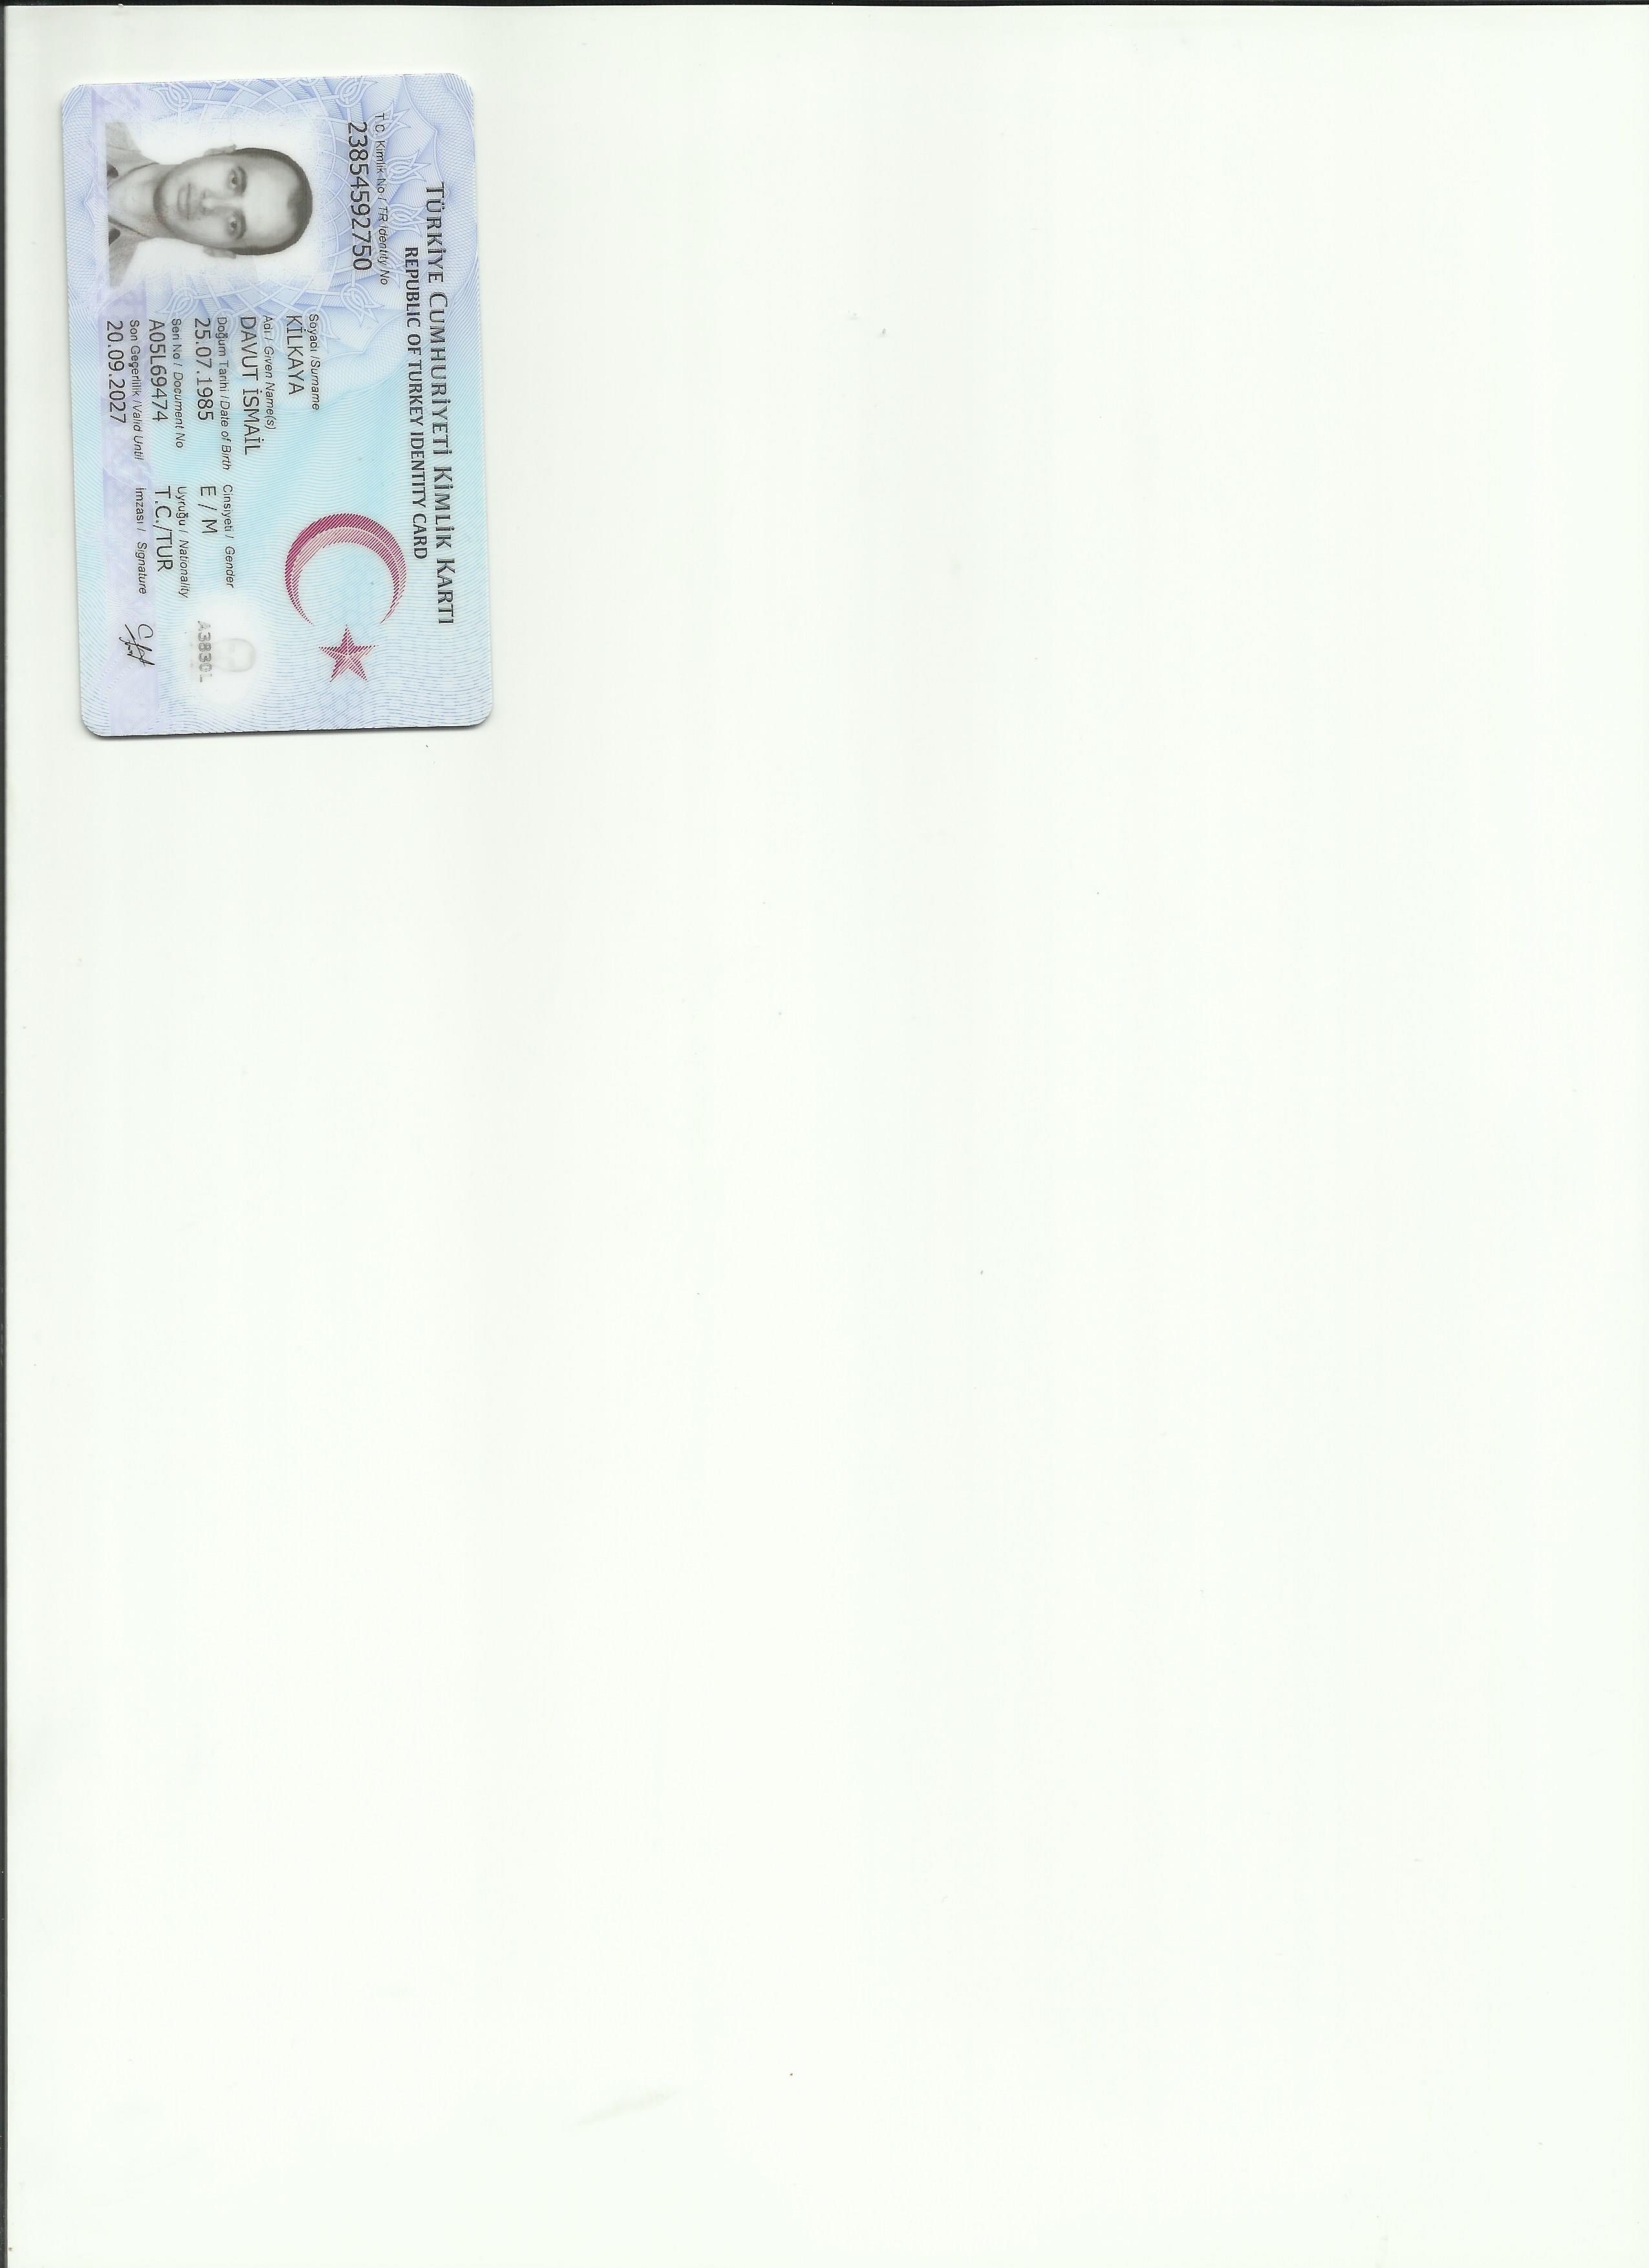 TÜRKİYE CUMHURİYETİ KİMLİK KARTI
REPUBLIC OF TURKEY IDENTITY CARD
T.C. Kimlik No / TR Identity No
23854592750
Soyadı / Surname
KİLKAYA
Adı / Given Name(s)
DAVUT İSMAİL
Doğum Tarihi / Date of Birth
25.07.1985
Cinsiyeti / Gender
E / M
Seri No / Document No
A05L69474
Uyruğu / Nationality
T.C./TUR
Son Geçerlilik / Valid Until
20.09.2027
İmzası / Signature